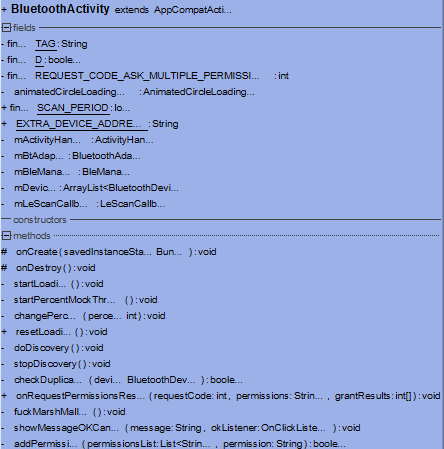 + BluetoothActivity extends AppCompatActi...
fields
- fin... TAG:String
- fin... D:boole...
- fin... REQUEST_CODE_ASK_MULTIPLE_PERMISSI... :int
- animatedCircleLoading... :AnimatedCircleLoading...
+ fin... SCAN_PERIOD:lo...
+ EXTRA_DEVICE_ADDRE... :String
- mActivityHan... :ActivityHan...
- mBtAdap... :BluetoothAda...
- mBleMana... :BleMana...
- mDevic... :ArrayList<BluetoothDevi...
- mLeScanCallb... :LeScanCallb...
constructors
methods
# onCreate(savedInstanceSta... Bun... ):void
# onDestroy():void
- startLoadi... ():void
- startPercentMockThr... ():void
- changePerc... (perce... int):void
+ resetLoadi... ():void
- doDiscovery():void
- stopDiscovery():void
- checkDuplica... (devi... BluetoothDev... ):boole...
+ onRequestPermissionsRes... (requestCode:int, permissions:Strin... , grantResults:int[]):void
- fuckMarshMall... ():void
- showMessageOKCan... (message:String, okListener:OnClickListe... ):void
- addPermissi... (permissionsList:List<Strin... , permission:String):boole...